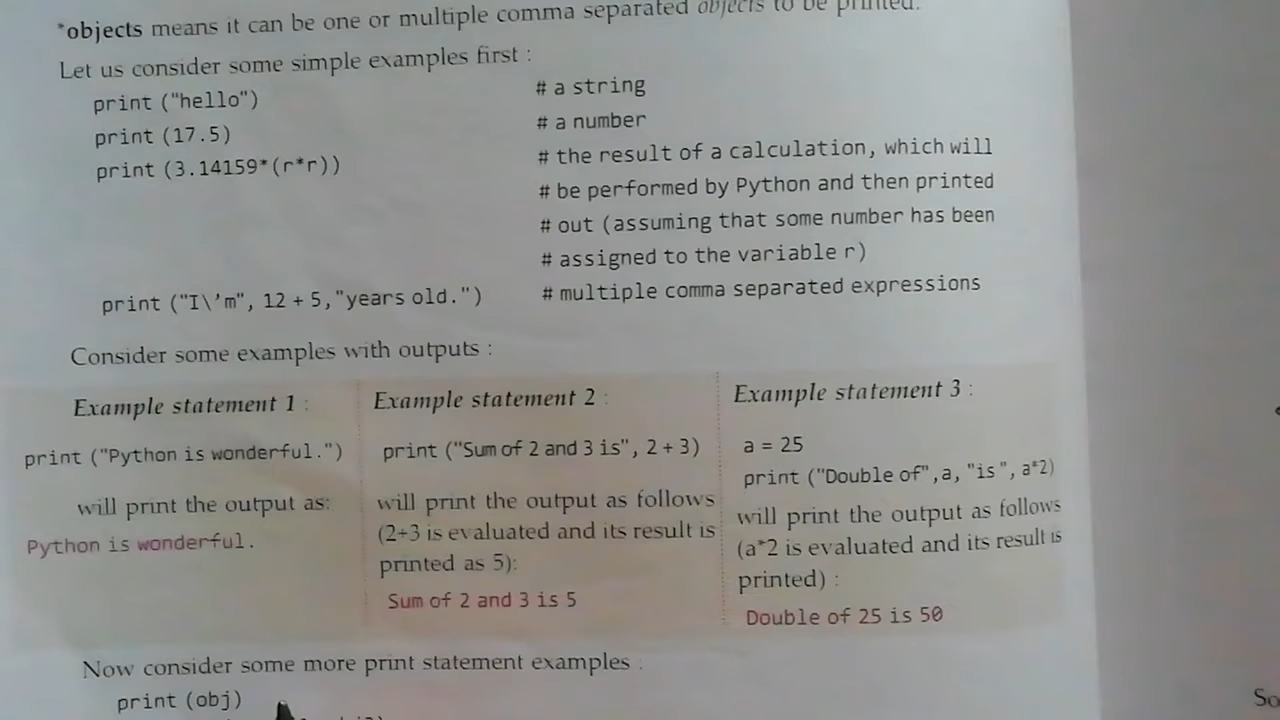 *objects means it can be one or multiple comma separated objects to be printed.
Let us consider some simple examples first :
print ("hello") # a string
print (17.5) # a number
print (3.14159*(r*r)) # the result of a calculation, which will
# be performed by Python and then printed
# out (assuming that some number has been
# assigned to the variable r)
print ("I\'m", 12 + 5, "years old.") # multiple comma separated expressions
Consider some examples with outputs :
Example statement 1 :
print ("Python is wonderful.")
will print the output as:
Python is wonderful.
Example statement 2 :
print ("Sum of 2 and 3 is", 2 + 3)
will print the output as follows
(2+3 is evaluated and its result is
printed as 5):
Sum of 2 and 3 is 5
Example statement 3 :
a = 25
print ("Double of", a, "is", a*2)
will print the output as follows
(a*2 is evaluated and its result is
printed) :
Double of 25 is 50
Now consider some more print statement examples :
print (obj)
So